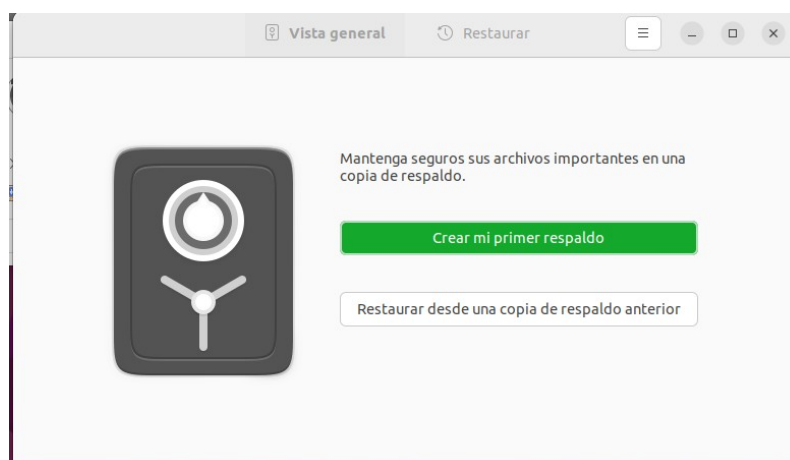 Vista general
Restaurar
Mantenga seguros sus archivos importantes en una
copia de respaldo.
Crear mi primer respaldo
Restaurar desde una copia de respaldo anterior